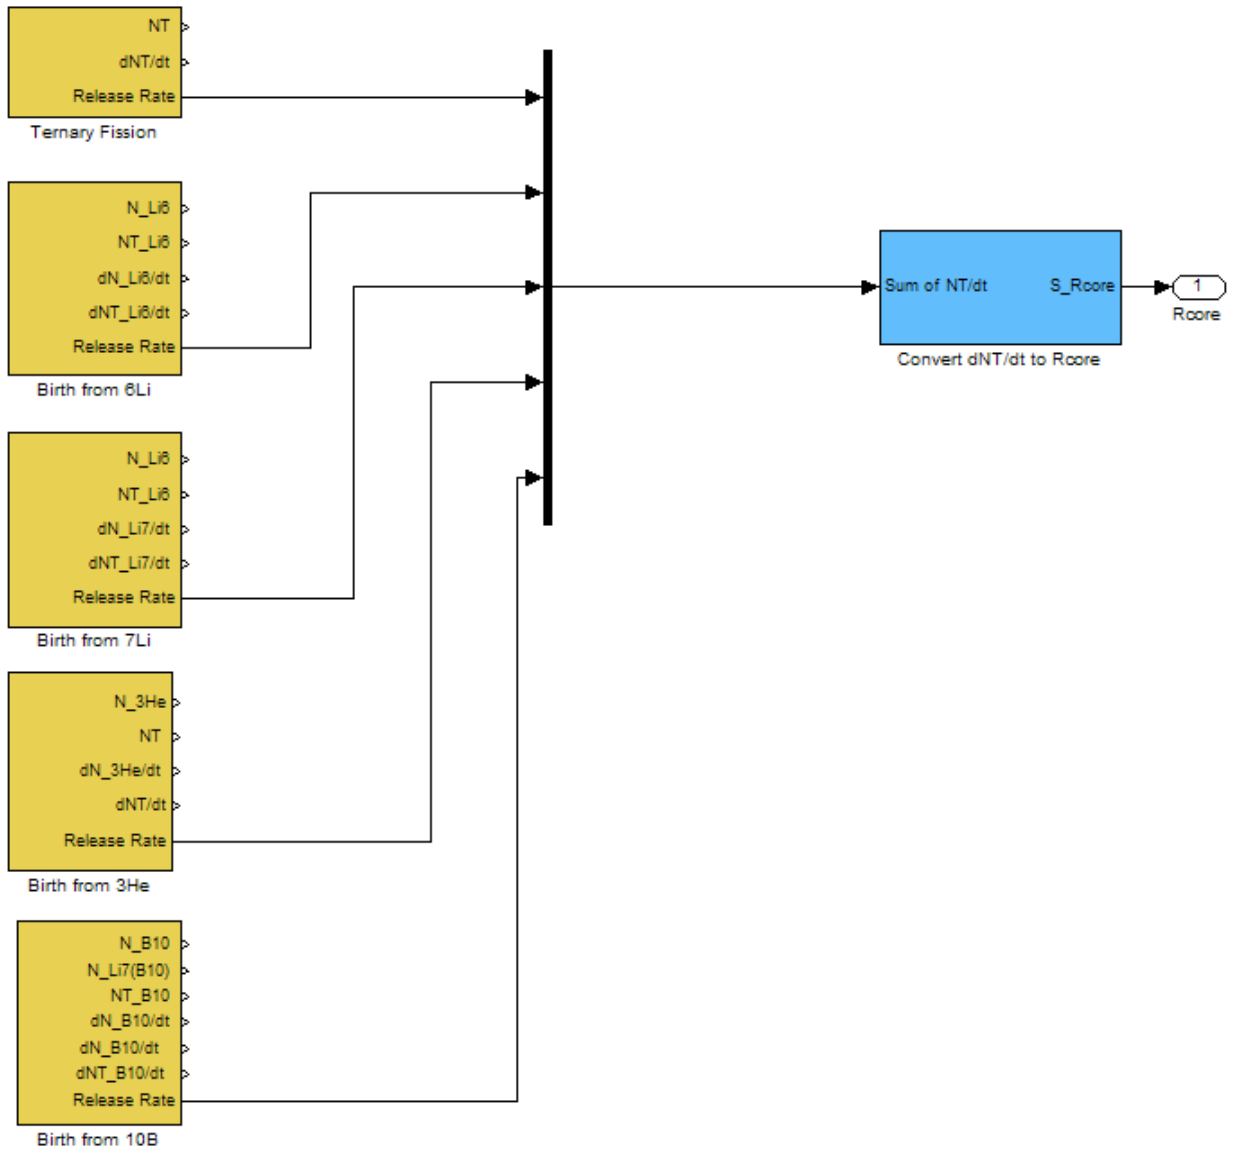 NT
dNT/dt
Release Rate
Ternary Fission
N_Li6
NT_Li6
dN_Li6/dt
dNT_Li6/dt
Release Rate
Birth from 6Li
N_Li6
NT_Li6
dN_Li7/dt
dNT_Li7/dt
Release Rate
Birth from 7Li
N_3He
NT
dN_3He/dt
dNT/dt
Release Rate
Birth from 3He
N_B10
N_Li7(B10)
NT_B10
dN_B10/dt
dN_B10/dt
dNT_B10/dt
Release Rate
Birth from 10B
Sum of NT/dt
S_Rcore
Convert dNT/dt to Rcore
1
Rcore